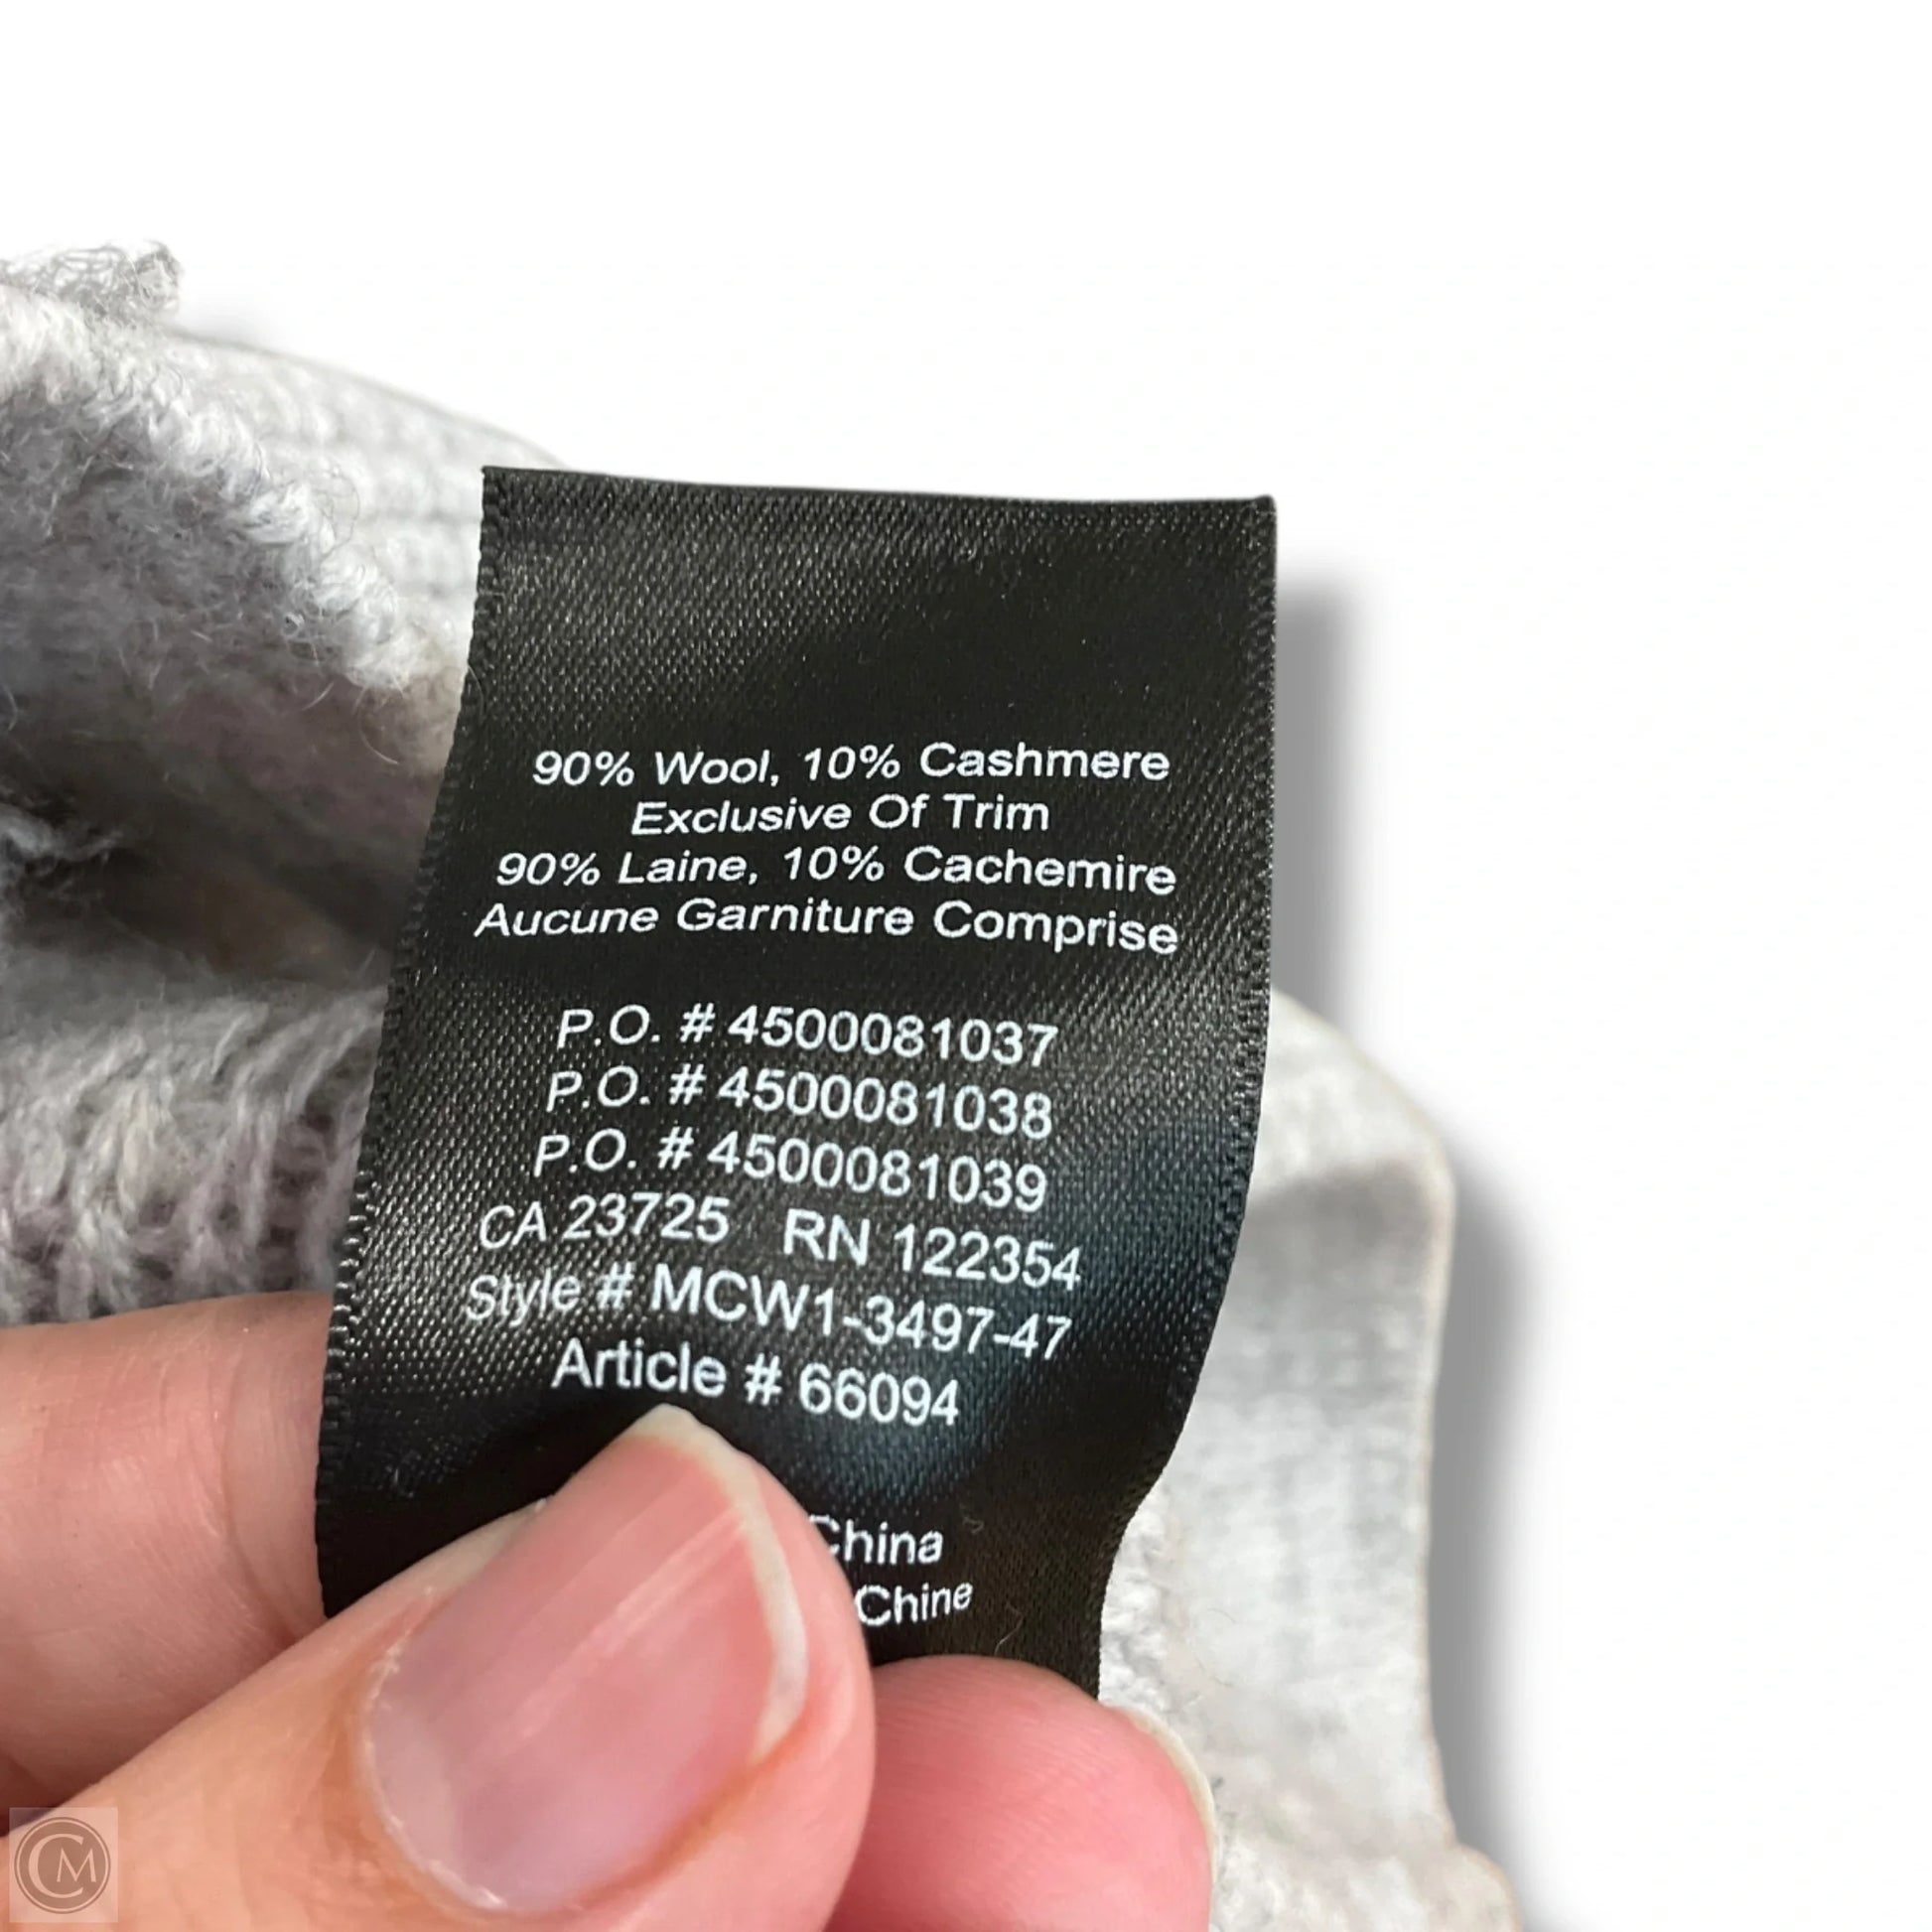 90% Wool, 10% Cashmere
Exclusive Of Trim
90% Laine, 10% Cachemire
Aucune Garniture Comprise
P.O. # 4500081037
P.O. # 4500081038
P.O. # 4500081039
CA 23725 RN 122354
Style # MCW1-3497-47
Article # 66094
China
Chine
CM